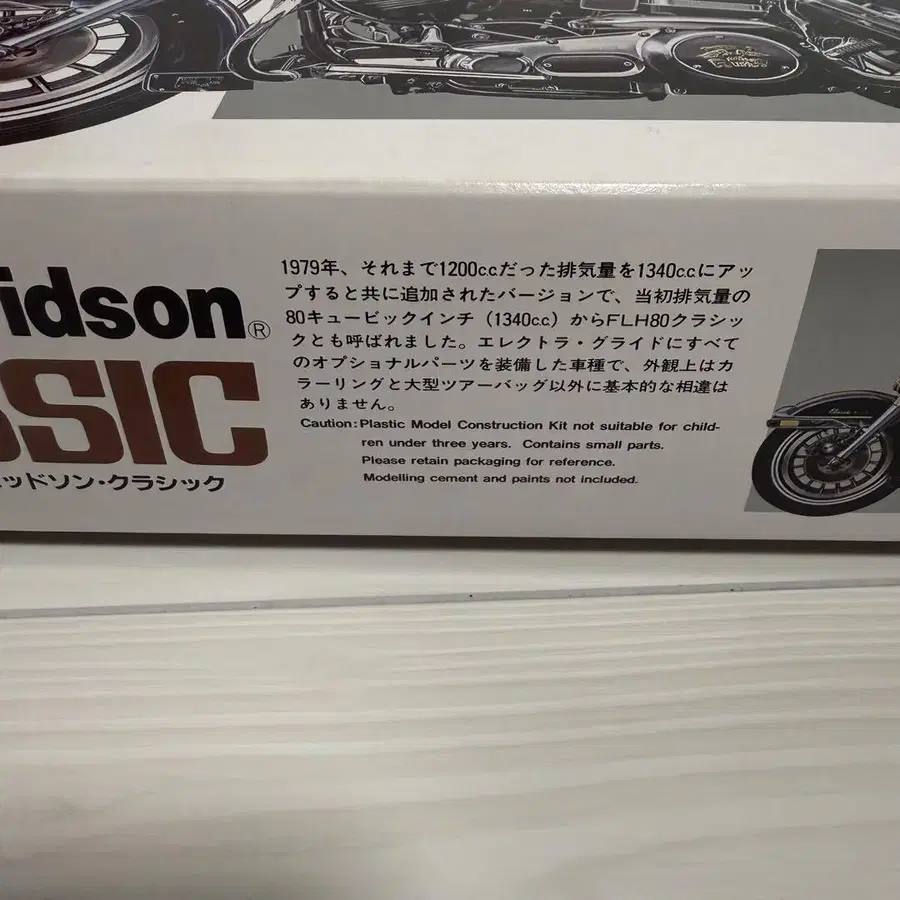 idson®
SSIC
ッドソン・クラシック
1979年、それまで1200c.c.だった排気量を1340c.c.にアッ
プすると共に追加されたバージョンで、当初排気量の
80キュービックインチ（1340c.c.）からFLH80クラシッ
クとも呼ばれました。エレクトラ・グライドにすべて
のオプショナルパーツを装備した車種で、外観上はカ
ラーリングと大型ツアーバッグ以外に基本的な相違は
ありません。
Caution: Plastic Model Construction Kit not suitable for child-
ren under three years. Contains small parts.
Please retain packaging for reference.
Modelling cement and paints not included.